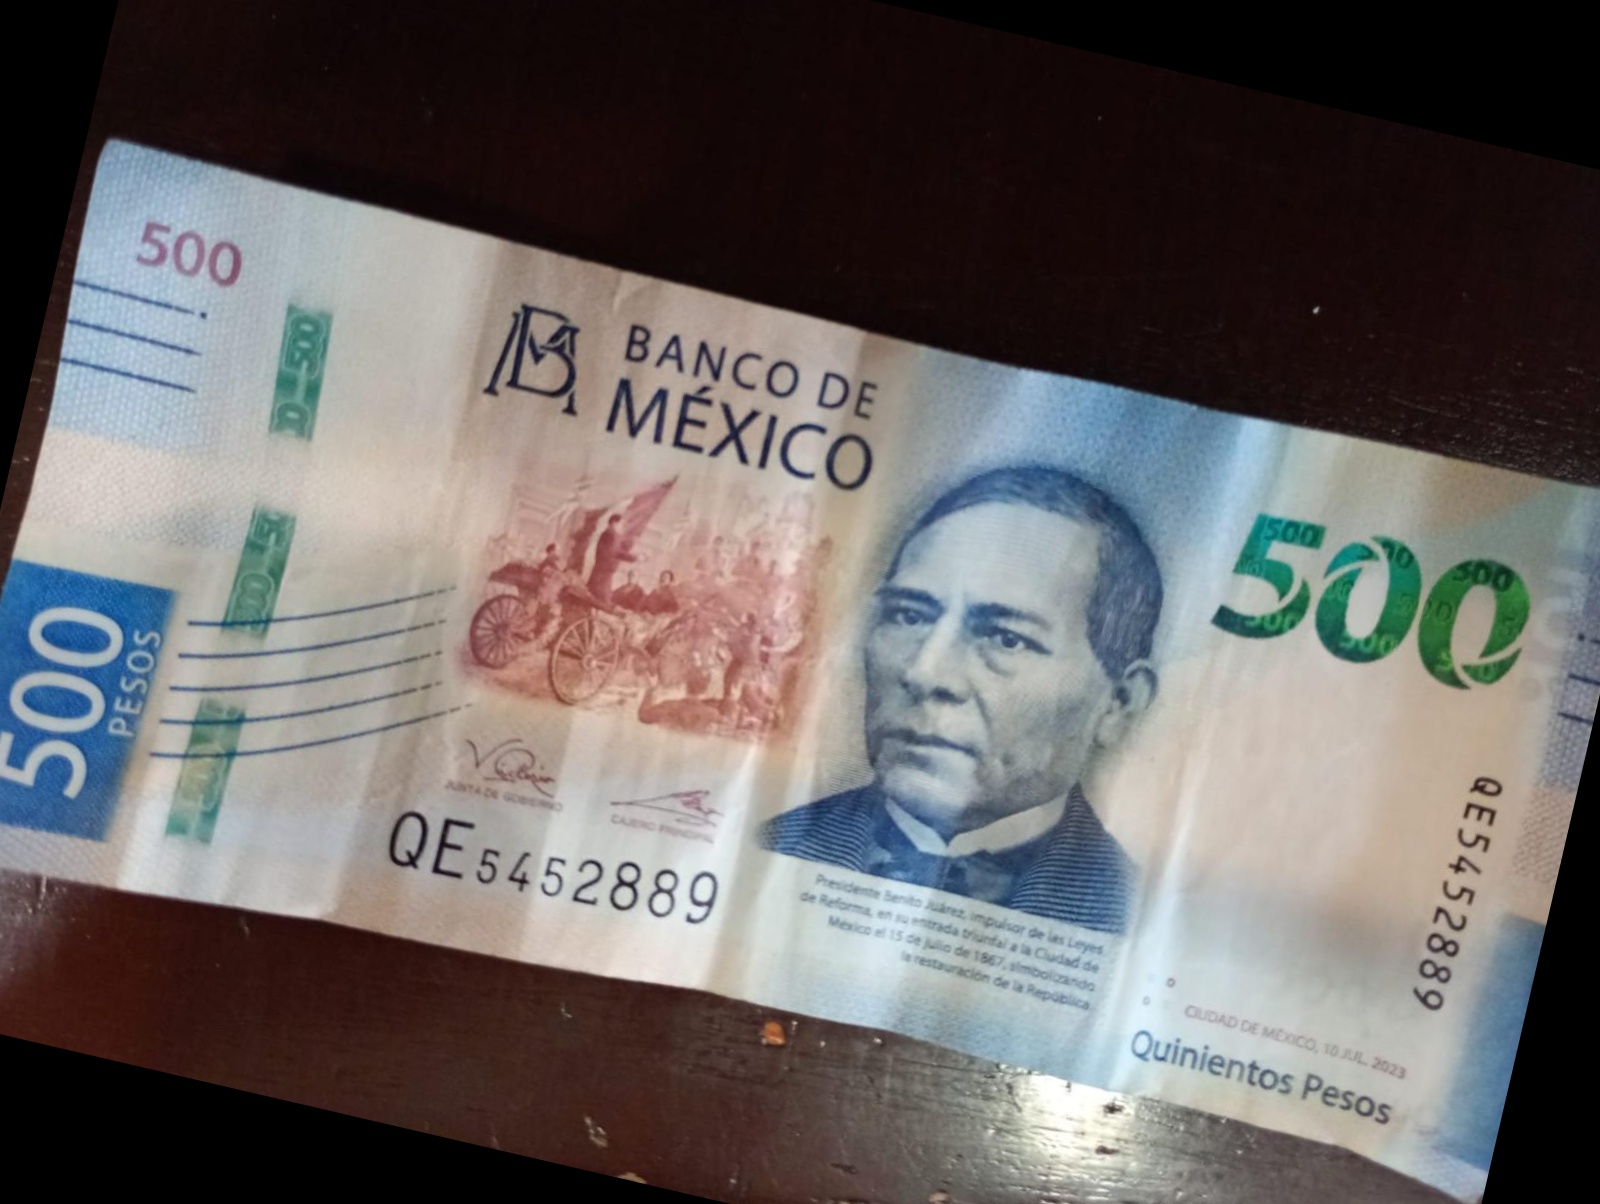 500
BANCO DE
MÉXICO
500
500
PESOS
JUNTA DE GOBIERNO
CAJERO PRINCIPAL
QE5452889
Presidente Benito Juárez, impulsor de las Leyes
de Reforma, en su entrada triunfal a la Ciudad de
México el 15 de julio de 1867, simbolizando
la restauración de la República.
QE5452889
CIUDAD DE MÉXICO, 10 JUL. 2023
Quinientos Pesos